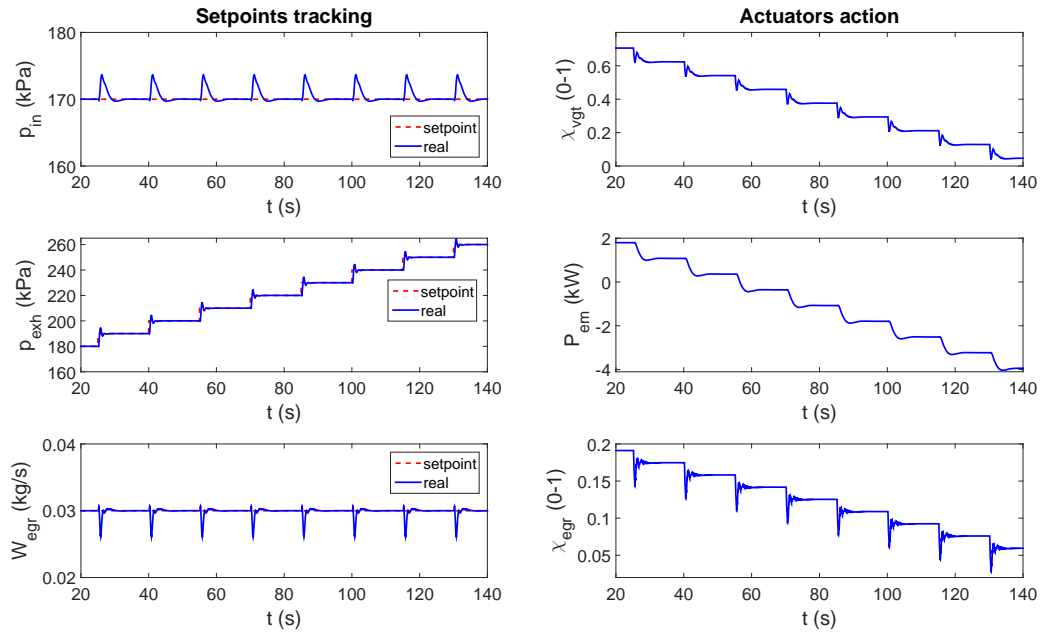 Setpoints tracking
180
170
160
p_in (kPa)
setpoint
real
20 40 60 80 100 120 140
t (s)
260
240
220
200
180
160
p_exh (kPa)
setpoint
real
20 40 60 80 100 120 140
t (s)
0.04
0.03
0.02
W_egr (kg/s)
setpoint
real
20 40 60 80 100 120 140
t (s)
Actuators action
0.6
0.4
0.2
0
χ_vgt (0-1)
20 40 60 80 100 120 140
t (s)
2
0
-2
-4
P_em (kW)
20 40 60 80 100 120 140
t (s)
0.2
0.15
0.1
0.05
χ_egr (0-1)
20 40 60 80 100 120 140
t (s)